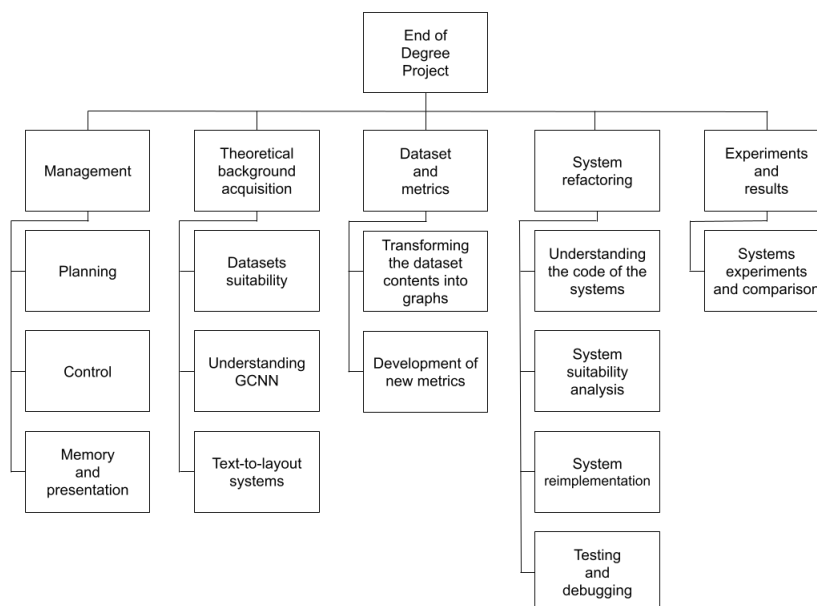 End of
Degree
Project
Management
Theoretical
background
acquisition
Dataset
and
metrics
System
refactoring
Experiments
and
results
Planning
Datasets
suitability
Transforming
the dataset
contents into
graphs
Understanding
the code of the
systems
Systems
experiments
and comparison
Control
Understanding
GCNN
Development of
new metrics
System
suitability
analysis
Memory
and
presentation
Text-to-layout
systems
System
reimplementation
Testing
and
debugging